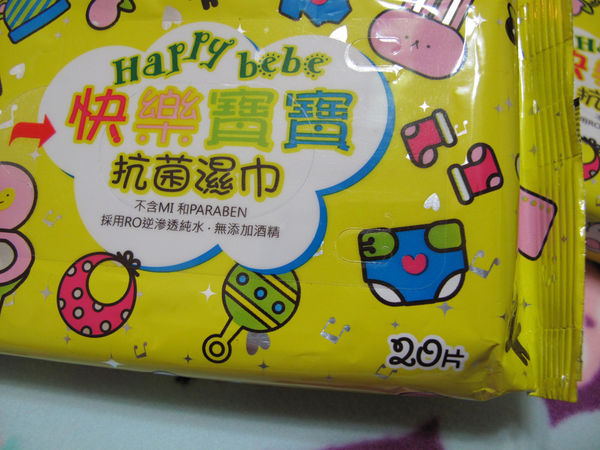 Happy bebe
快樂寶寶
抗菌濕巾
不含MI 和PARABEN
採用RO逆滲透純水．無添加酒精
20片